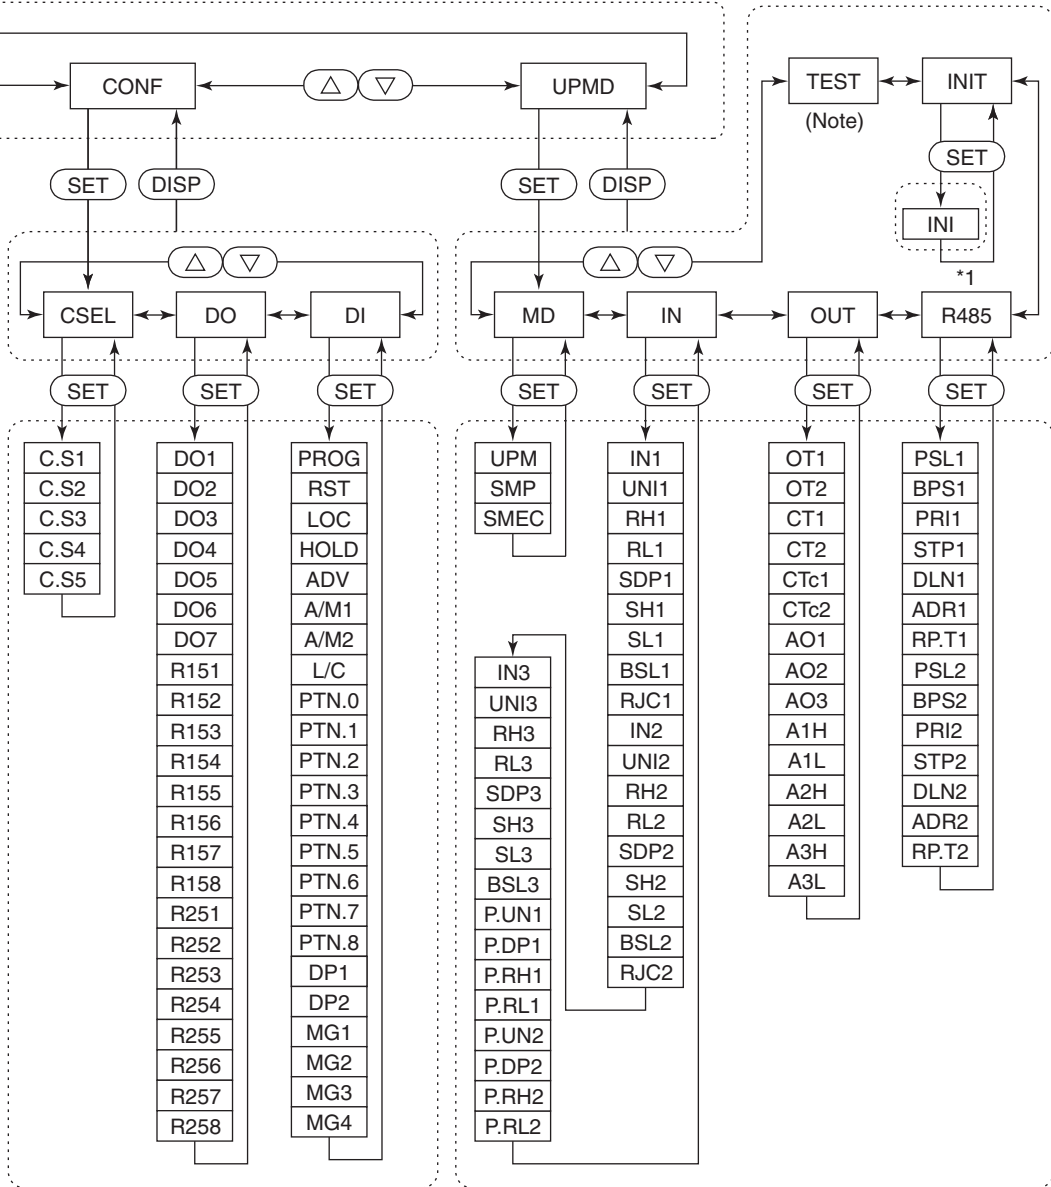 CONF
UPMD
TEST
INIT
(Note)
SET
DISP
SET
DISP
SET
INI
*1
CSEL
DO
DI
MD
IN
OUT
R485
SET
SET
SET
SET
SET
SET
SET
C.S1
C.S2
C.S3
C.S4
C.S5
DO1
DO2
DO3
DO4
DO5
DO6
DO7
R151
R152
R153
R154
R155
R156
R157
R158
R251
R252
R253
R254
R255
R256
R257
R258
PROG
RST
LOC
HOLD
ADV
A/M1
A/M2
L/C
PTN.0
PTN.1
PTN.2
PTN.3
PTN.4
PTN.5
PTN.6
PTN.7
PTN.8
DP1
DP2
MG1
MG2
MG3
MG4
UPM
SMP
SMEC
IN1
UNI1
RH1
RL1
SDP1
SH1
SL1
BSL1
RJC1
IN2
UNI2
RH2
RL2
SDP2
SH2
SL2
BSL2
RJC2
IN3
UNI3
RH3
RL3
SDP3
SH3
SL3
BSL3
P.UN1
P.DP1
P.RH1
P.RL1
P.UN2
P.DP2
P.RH2
P.RL2
OT1
OT2
CT1
CT2
CTc1
CTc2
AO1
AO2
AO3
A1H
A1L
A2H
A2L
A3H
A3L
PSL1
BPS1
PRI1
STP1
DLN1
ADR1
RP.T1
PSL2
BPS2
PRI2
STP2
DLN2
ADR2
RP.T2